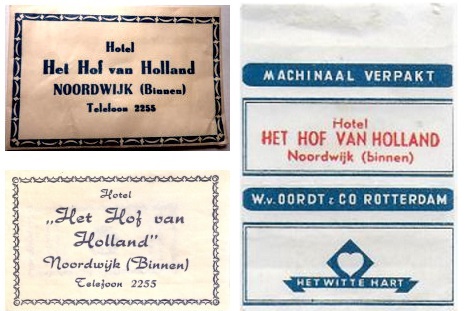 Hotel
Het Hof van Holland
NOORDWIJK (Binnen)
Telefoon 2255
Hotel
„Het Hof van
Holland”
Noordwijk (Binnen)
Telefoon 2255
MACHINAAL VERPAKT
Hotel
HET HOF VAN HOLLAND
Noordwijk (binnen)
W.v. OORDT & CO ROTTERDAM
HET WITTE HART